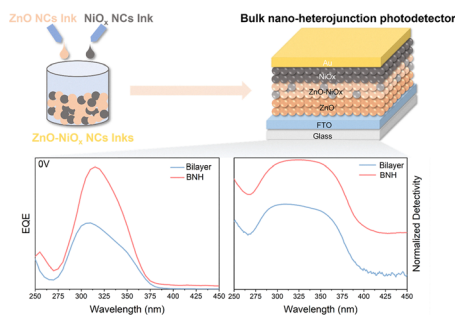 ZnO NCs Ink NiOx NCs Ink
ZnO-NiOx NCs Inks
Bulk nano-heterojunction photodetector
Au
NiOx
ZnO-NiOx
ZnO
FTO
Glass
0V
Bilayer
BNH
EQE
250 275 300 325 350 375 400 425 450
Wavelength (nm)
Bilayer
BNH
Normalized Detectivity
250 275 300 325 350 375 400 425 450
Wavelength (nm)